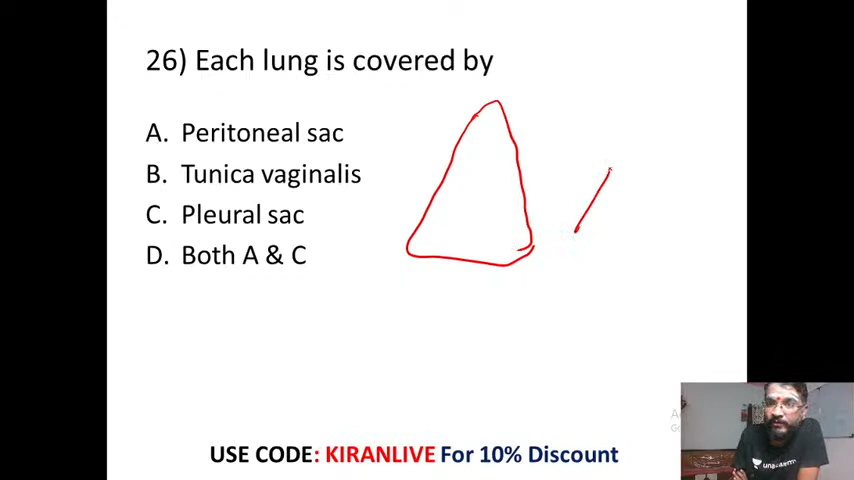 26) Each lung is covered by
A. Peritoneal sac
B. Tunica vaginalis
C. Pleural sac
D. Both A & C
USE CODE: KIRANLIVE For 10% Discount